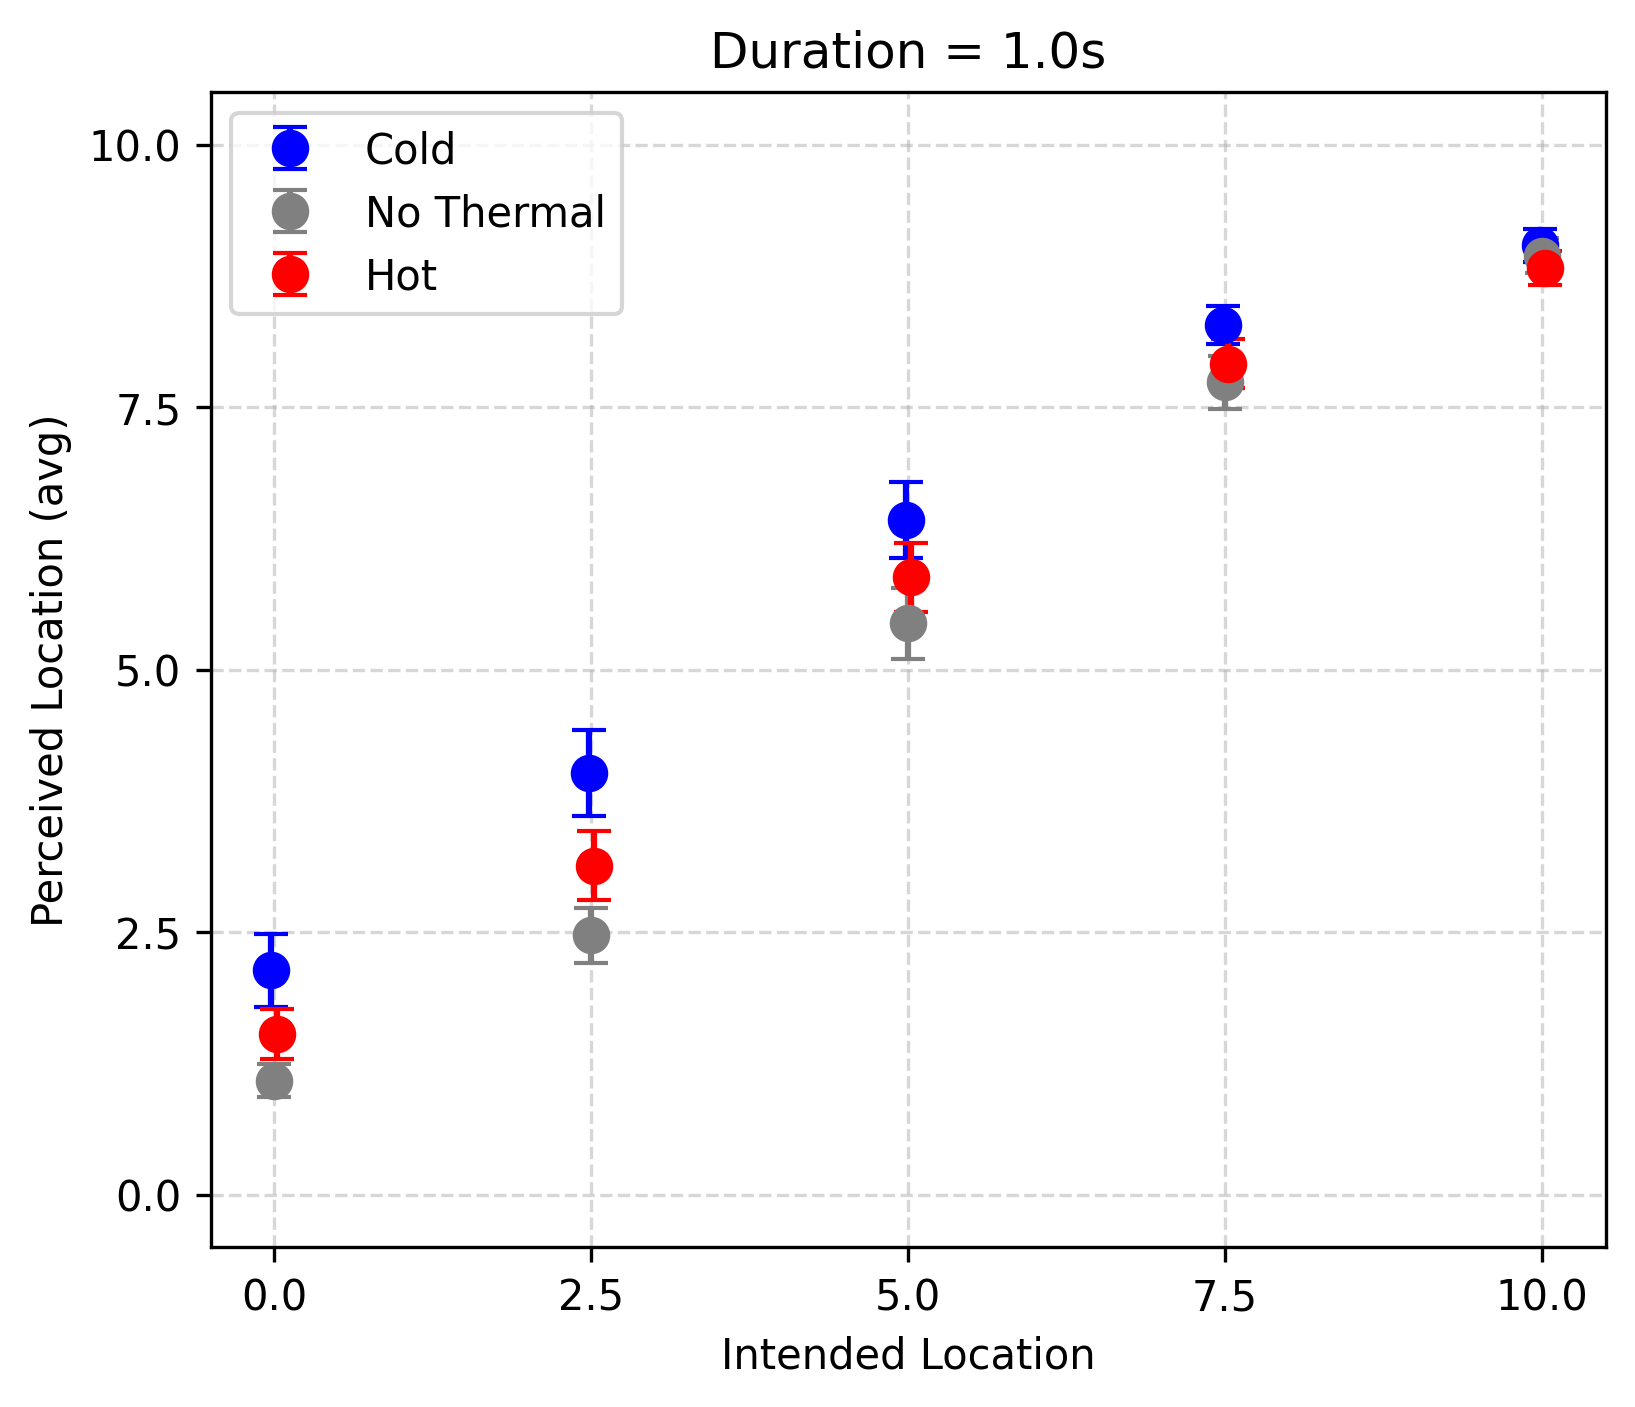 Duration = 1.0s
Cold
No Thermal
Hot
10.0
7.5
5.0
2.5
0.0
Perceived Location (avg)
0.0 2.5 5.0 7.5 10.0
Intended Location